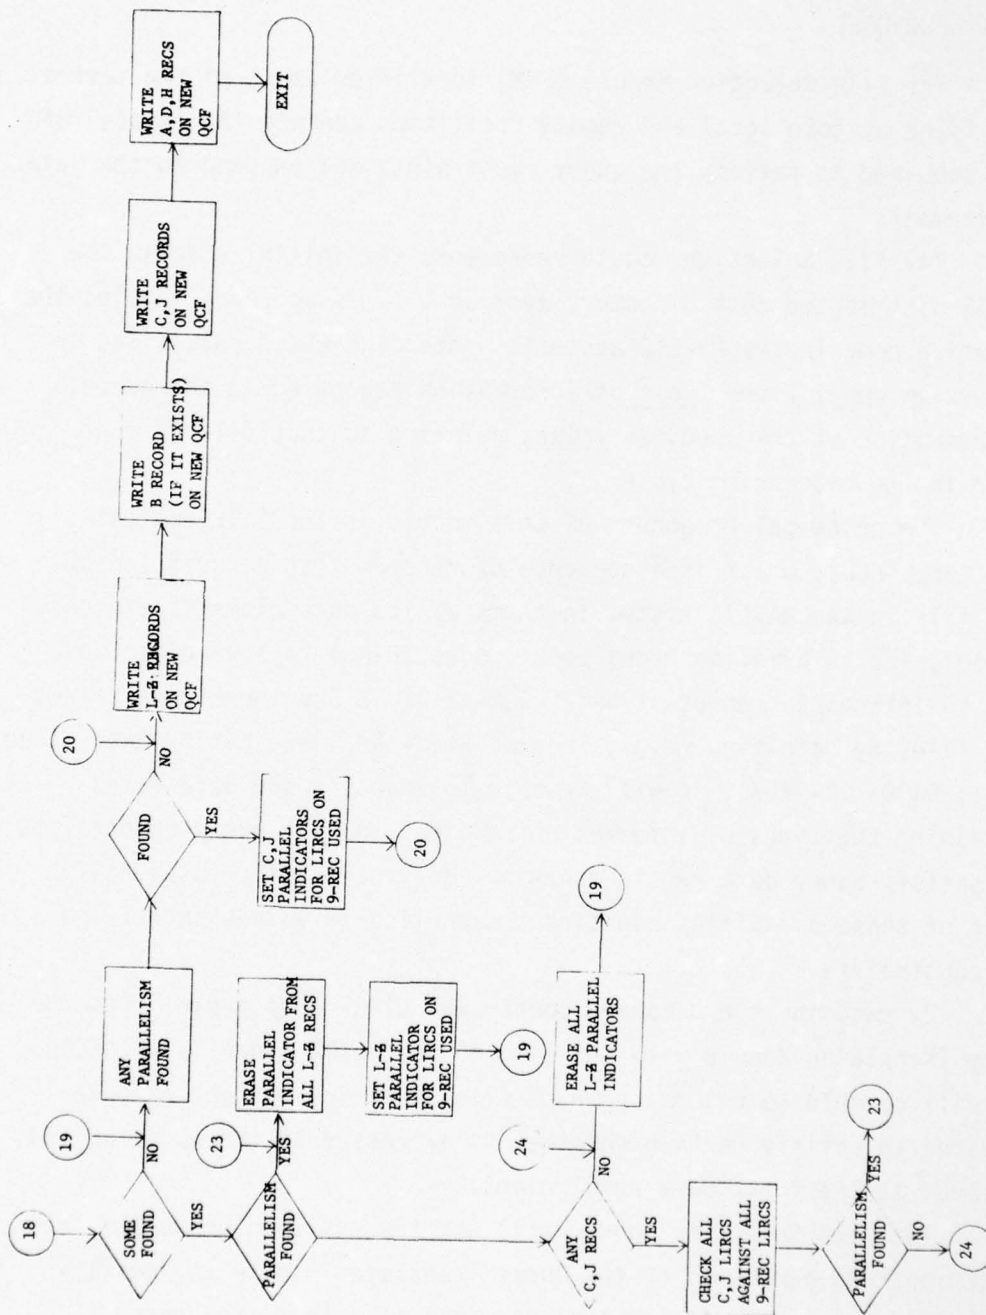 18
SOME
FOUND
NO
YES
19
ANY
PARALLELISM
FOUND
FOUND
NO
YES
20
WRITE
L-Z RECORDS
ON NEW
QCF
WRITE
B RECORD
(IF IT EXISTS)
ON NEW QCF
WRITE
C,J RECORDS
ON NEW
QCF
WRITE
A,D,H RECS
ON NEW
QCF
EXIT
SET C,J
PARALLEL
INDICATORS
FOR LIRCS ON
9-REC USED
20
PARALLELISM
FOUND
YES
23
ERASE
PARALLEL
INDICATOR FROM
ALL L-Z RECS
SET L-Z
PARALLEL
INDICATOR
FOR LIRCS ON
9-REC USED
19
ANY
C,J RECS
NO
YES
24
ERASE ALL
L-Z PARALLEL
INDICATORS
19
CHECK ALL
C,J LIRCS
AGAINST ALL
9-REC LIRCS
PARALLELISM
FOUND
YES
23
NO
24